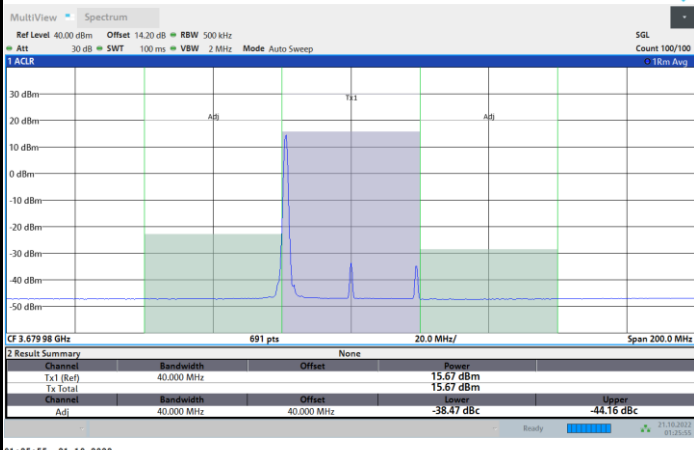 MultiView Spectrum
Ref Level 40.00 dBm Offset 14.20 dB RBW 500 kHz SGL
Att 30 dB SWT 100 ms VBW 2 MHz Mode Auto Sweep Count 100/100
1 ACLR 1Rm Avg
30 dBm
Tx1
20 dBm Adj Adj
10 dBm
0 dBm
-10 dBm
-20 dBm
-30 dBm
-40 dBm
-50 dBm
CF 3.67998 GHz 691 pts 20.0 MHz/ Span 200.0 MHz
2 Result Summary None
Channel Bandwidth Offset Power
Tx1 (Ref) 40.000 MHz 15.67 dBm
Tx Total 15.67 dBm
Channel Bandwidth Offset Lower Upper
Adj 40.000 MHz 40.000 MHz -38.47 dBc -44.16 dBc
Ready 21.10.2022
01:25:55